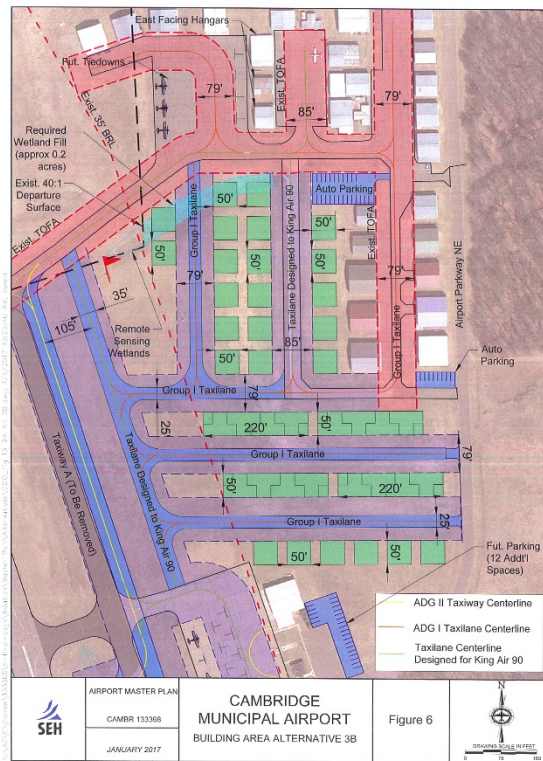 East Facing Hangars
Fut. Tiedowns
Exist. 35' BRL
79'
Exist. TOFA
85'
79'
Required
Wetland Fill
(approx 0.2
acres)
Exist. 40:1
Departure
Surface
Exist. TOFA
50'
Auto Parking
50'
50'
Group I Taxilane
79'
Taxilane Designed to King Air 90
50'
Exist. TOFA
79'
Airport Parkway NE
105'
35'
Remote
Sensing
Wetlands
50'
85'
50'
Group I Taxilane
Auto
Parking
Group I Taxilane
79'
25'
220'
50'
Taxiway A (To Be Removed)
Taxilane Designed to King Air 90
Group I Taxilane
79'
50'
220'
Group I Taxilane
25'
50'
50'
Fut. Parking
(12 Addt'l
Spaces)
ADG II Taxiway Centerline
ADG I Taxilane Centerline
Taxilane Centerline
Designed for King Air 90
SEH
AIRPORT MASTER PLAN
CAMBR 133368
JANUARY 2017
CAMBRIDGE
MUNICIPAL AIRPORT
BUILDING AREA ALTERNATIVE 3B
Figure 6
N
DRAWING SCALE IN FEET
0 75 150